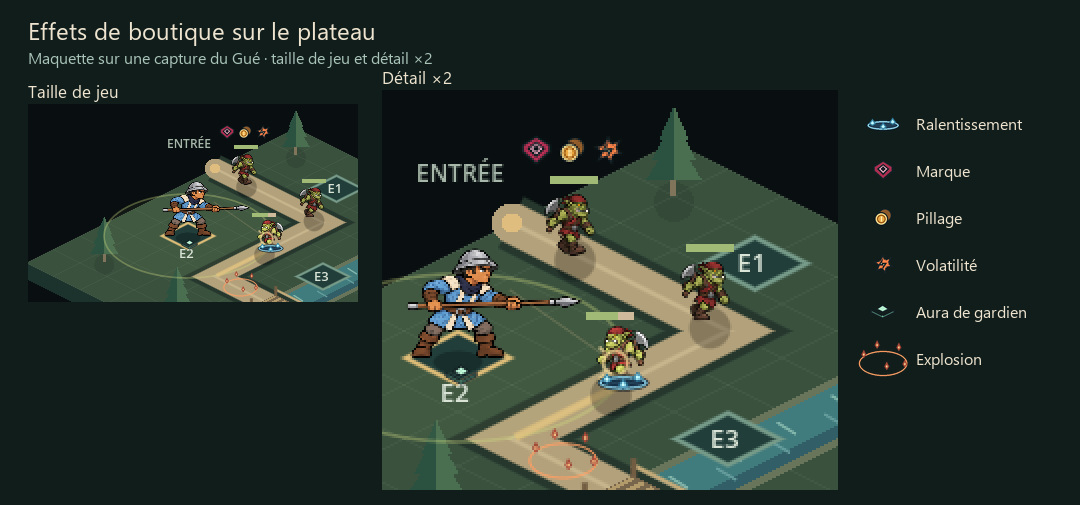 Effets de boutique sur le plateau
Maquette sur une capture du Gué · taille de jeu et détail ×2
Taille de jeu
ENTRÉE
E1
E2
E3
Détail ×2
ENTRÉE
E1
E2
E3
Ralentissement
Marque
Pillage
Volatilité
Aura de gardien
Explosion